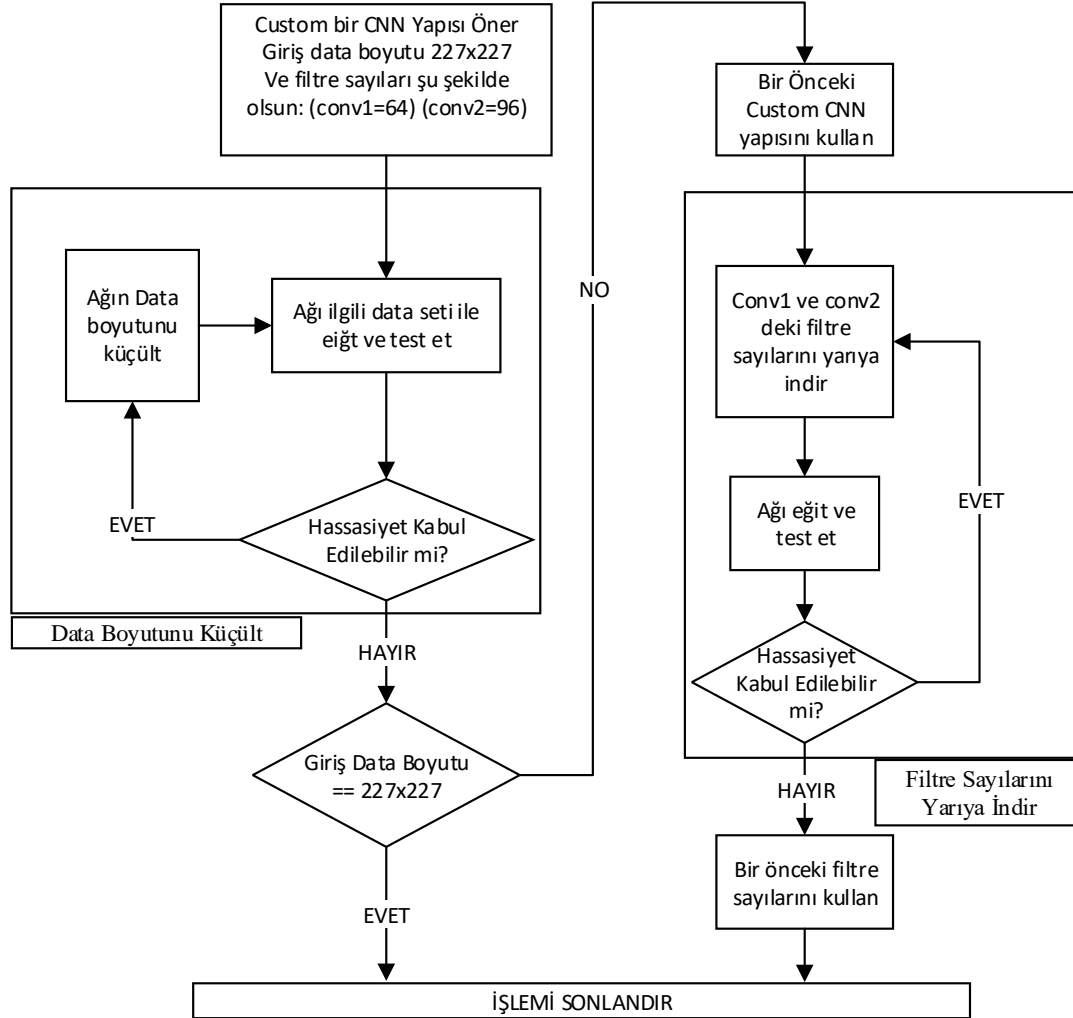 Custom bir CNN Yapısı Öner
Giriş data boyutu 227x227
Ve filtre sayıları şu şekilde
olsun: (conv1=64) (conv2=96)
Ağın Data
boyutunu
küçült
Ağı ilgili data seti ile
eiğt ve test et
EVET
Hassasiyet Kabul
Edilebilir mi?
Data Boyutunu Küçült
HAYIR
Giriş Data Boyutu
== 227x227
EVET
NO
Bir Önceki
Custom CNN
yapısını kullan
Conv1 ve conv2
deki filtre
sayılarını yarıya
indir
Ağı eğit ve
test et
EVET
Hassasiyet
Kabul Edilebilir
mi?
Filtre Sayılarını
Yarıya İndir
HAYIR
Bir önceki filtre
sayılarını kullan
İŞLEMİ SONLANDIR